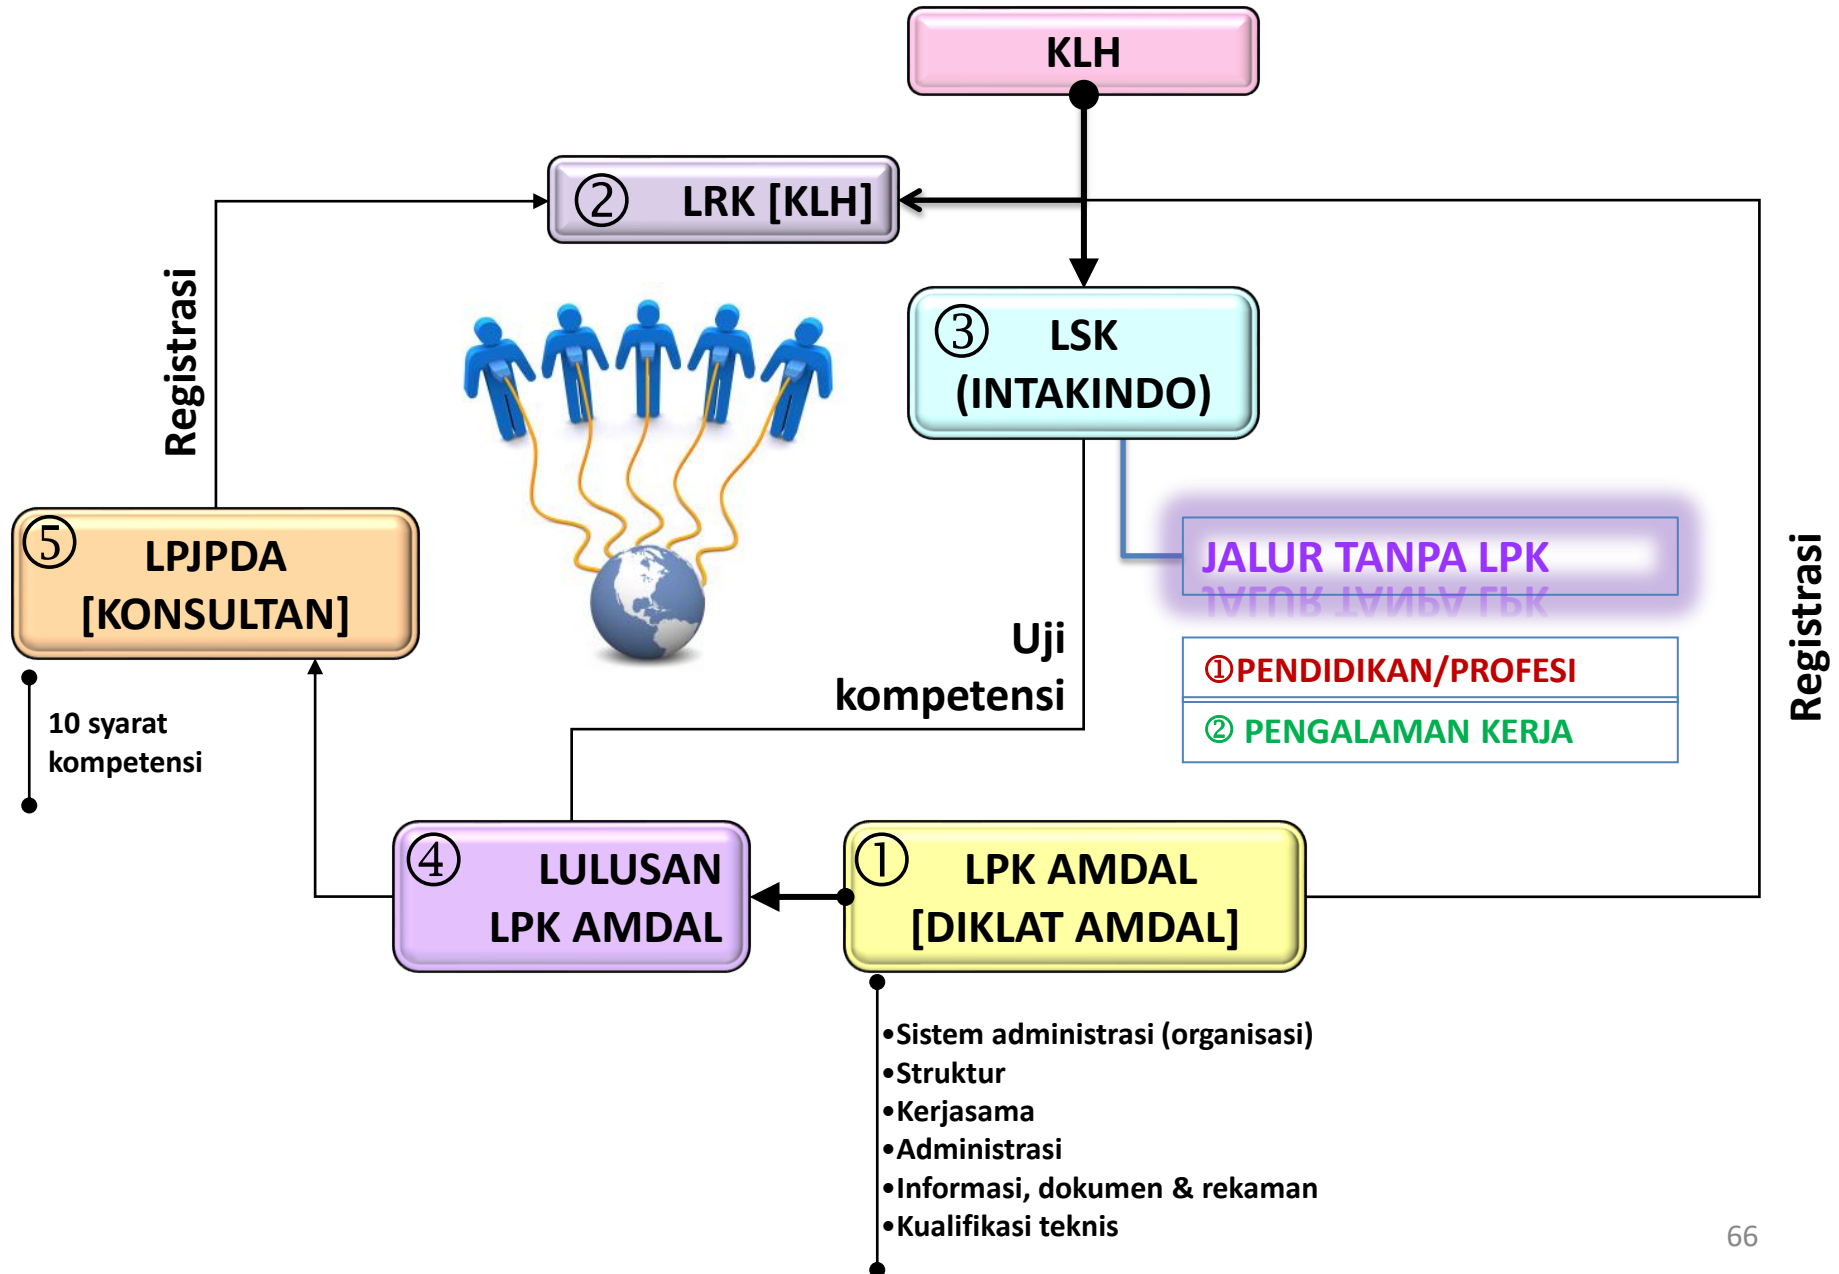 KLH
② LRK [KLH]
Registrasi
③ LSK
(INTAKINDO)
JALUR TANPA LPK
①PENDIDIKAN/PROFESI
② PENGALAMAN KERJA
Registrasi
⑤ LPJPDA
[KONSULTAN]
10 syarat
kompetensi
Uji
kompetensi
④ LULUSAN
LPK AMDAL
① LPK AMDAL
[DIKLAT AMDAL]
•Sistem administrasi (organisasi)
•Struktur
•Kerjasama
•Administrasi
•Informasi, dokumen & rekaman
•Kualifikasi teknis
66